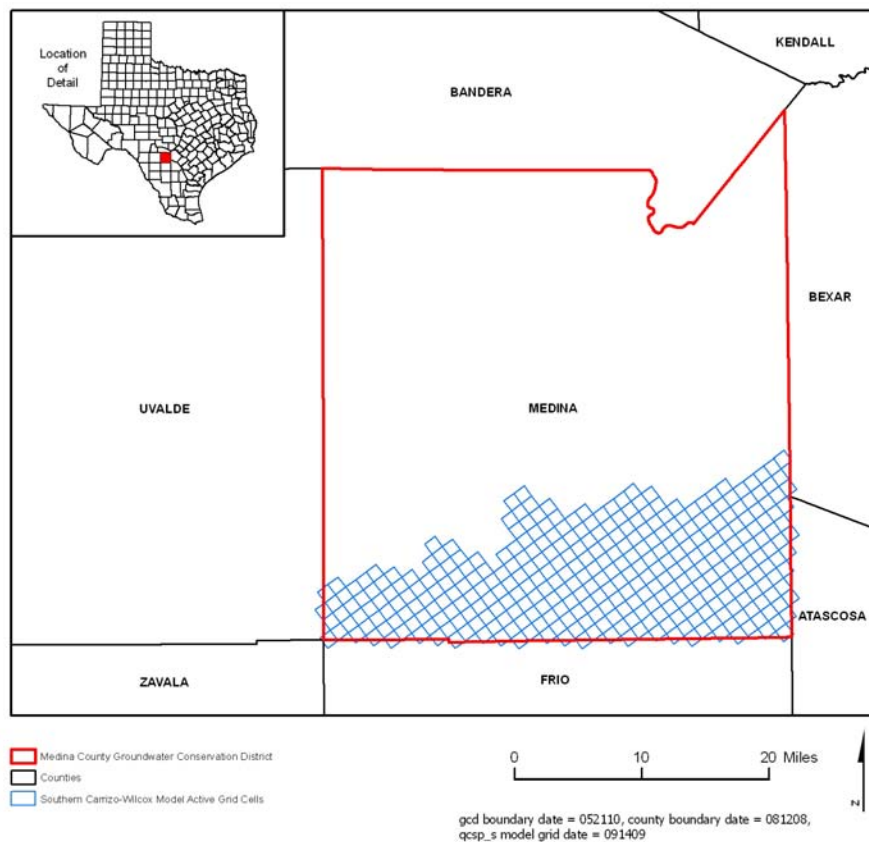 Location
of
Detail
KENDALL
BANDERA
BEXAR
UVALDE
MEDINA
ATASCOSA
ZAVALA
FRIO
Medina County Groundwater Conservation District
Counties
Southern Carrizo-Wilcox Model Active Grid Cells
0 10 20 Miles
N
gcd boundary date = 052110, county boundary date = 081208,
qcsp_s model grid date = 091409